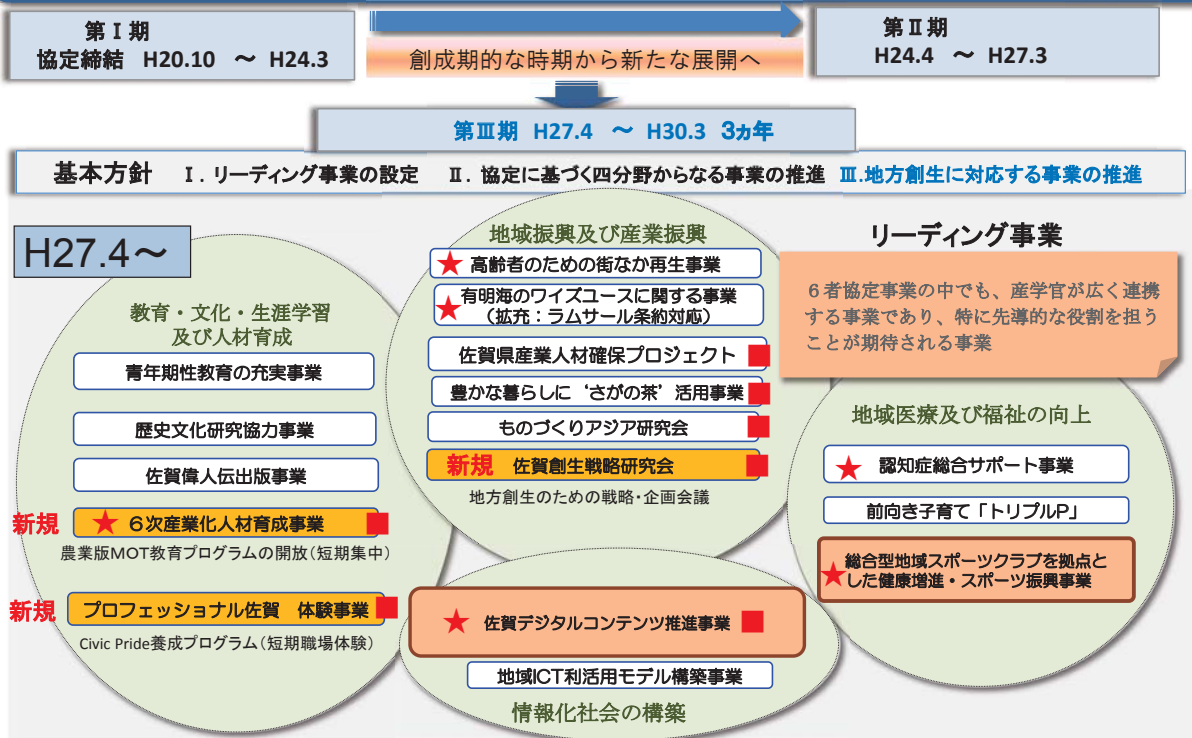 第Ⅰ期
協定締結 H20.10 ～ H24.3
創成期的な時期から新たな展開へ
第Ⅱ期
H24.4 ～ H27.3
第Ⅲ期 H27.4 ～ H30.3 3ヵ年
基本方針 Ⅰ. リーディング事業の設定 Ⅱ. 協定に基づく四分野からなる事業の推進 Ⅲ.地方創生に対応する事業の推進
H27.4～
教育・文化・生涯学習
及び人材育成
青年期性教育の充実事業
歴史文化研究協力事業
佐賀偉人伝出版事業
新規 ★ 6次産業化人材育成事業 ■
農業版MOT教育プログラムの開放(短期集中)
新規 プロフェッショナル佐賀 体験事業 ■
Civic Pride養成プログラム(短期職場体験)
地域振興及び産業振興
★ 高齢者のための街なか再生事業
★ 有明海のワイズユースに関する事業
(拡充：ラムサール条約対応)
佐賀県産業人材確保プロジェクト ■
豊かな暮らしに‘さがの茶’活用事業 ■
ものづくりアジア研究会 ■
新規 佐賀創生戦略研究会 ■
地方創生のための戦略・企画会議
リーディング事業
６者協定事業の中でも、産学官が広く連携
する事業であり、特に先導的な役割を担う
ことが期待される事業
地域医療及び福祉の向上
★ 認知症総合サポート事業
前向き子育て「トリプルP」
★ 総合型地域スポーツクラブを拠点と
した健康増進・スポーツ振興事業
★ 佐賀デジタルコンテンツ推進事業 ■
地域ICT利活用モデル構築事業
情報化社会の構築